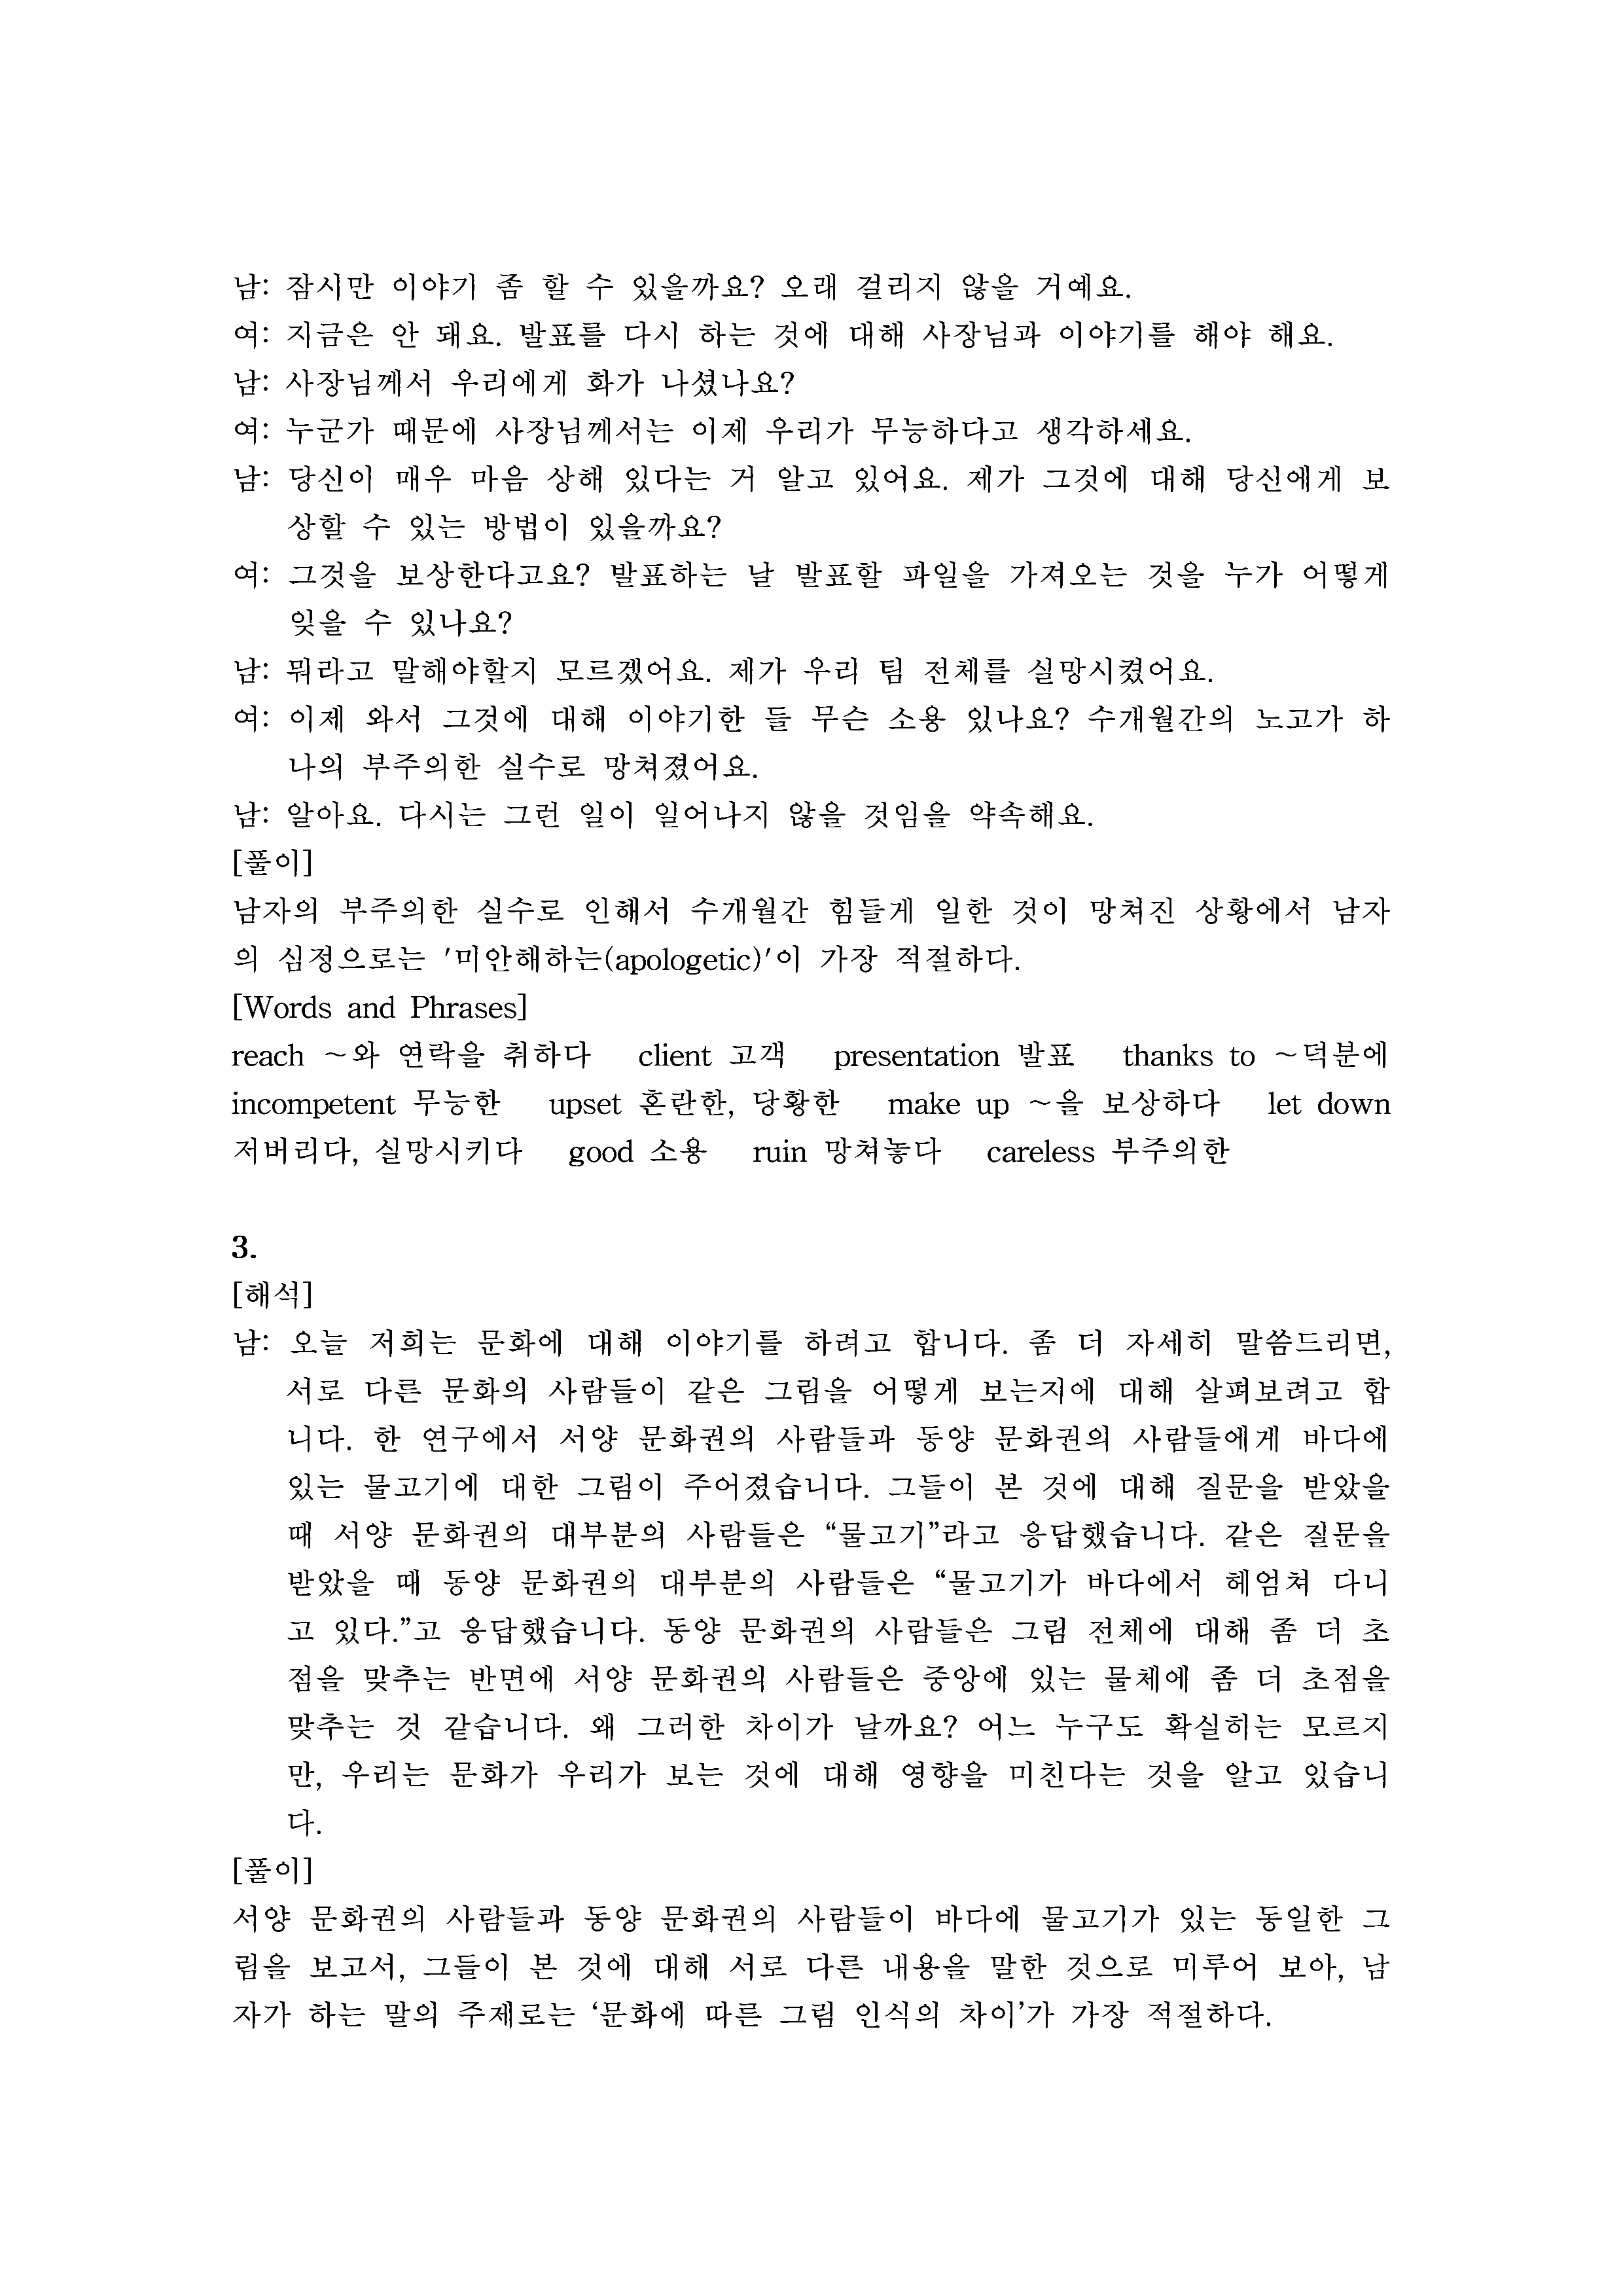 남: 잠시만 이야기 좀 할 수 있을까요? 오래 걸리지 않을 거예요.
여: 지금은 안 돼요. 발표를 다시 하는 것에 대해 사장님과 이야기를 해야 해요.
남: 사장님께서 우리에게 화가 나셨나요?
여: 누군가 때문에 사장님께서는 이제 우리가 무능하다고 생각하세요.
남: 당신이 매우 마음 상해 있다는 거 알고 있어요. 제가 그것에 대해 당신에게 보
상할 수 있는 방법이 있을까요?
여: 그것을 보상한다고요? 발표하는 날 발표할 파일을 가져오는 것을 누가 어떻게
잊을 수 있나요?
남: 뭐라고 말해야할지 모르겠어요. 제가 우리 팀 전체를 실망시켰어요.
여: 이제 와서 그것에 대해 이야기한 들 무슨 소용 있나요? 수개월간의 노고가 하
나의 부주의한 실수로 망쳐졌어요.
남: 알아요. 다시는 그런 일이 일어나지 않을 것임을 약속해요.
[풀이]
남자의 부주의한 실수로 인해서 수개월간 힘들게 일한 것이 망쳐진 상황에서 남자
의 심정으로는 '미안해하는(apologetic)'이 가장 적절하다.
[Words and Phrases]
reach ~와 연락을 취하다 client 고객 presentation 발표 thanks to ~덕분에
incompetent 무능한 upset 혼란한, 당황한 make up ~을 보상하다 let down
저버리다, 실망시키다 good 소용 ruin 망쳐놓다 careless 부주의한
3.
[해석]
남: 오늘 저희는 문화에 대해 이야기를 하려고 합니다. 좀 더 자세히 말씀드리면,
서로 다른 문화의 사람들이 같은 그림을 어떻게 보는지에 대해 살펴보려고 합
니다. 한 연구에서 서양 문화권의 사람들과 동양 문화권의 사람들에게 바다에
있는 물고기에 대한 그림이 주어졌습니다. 그들이 본 것에 대해 질문을 받았을
때 서양 문화권의 대부분의 사람들은 “물고기”라고 응답했습니다. 같은 질문을
받았을 때 동양 문화권의 대부분의 사람들은 “물고기가 바다에서 헤엄쳐 다니
고 있다.”고 응답했습니다. 동양 문화권의 사람들은 그림 전체에 대해 좀 더 초
점을 맞추는 반면에 서양 문화권의 사람들은 중앙에 있는 물체에 좀 더 초점을
맞추는 것 같습니다. 왜 그러한 차이가 날까요? 어느 누구도 확실히는 모르지
만, 우리는 문화가 우리가 보는 것에 대해 영향을 미친다는 것을 알고 있습니
다.
[풀이]
서양 문화권의 사람들과 동양 문화권의 사람들이 바다에 물고기가 있는 동일한 그
림을 보고서, 그들이 본 것에 대해 서로 다른 내용을 말한 것으로 미루어 보아, 남
자가 하는 말의 주제로는 ‘문화에 따른 그림 인식의 차이’가 가장 적절하다.